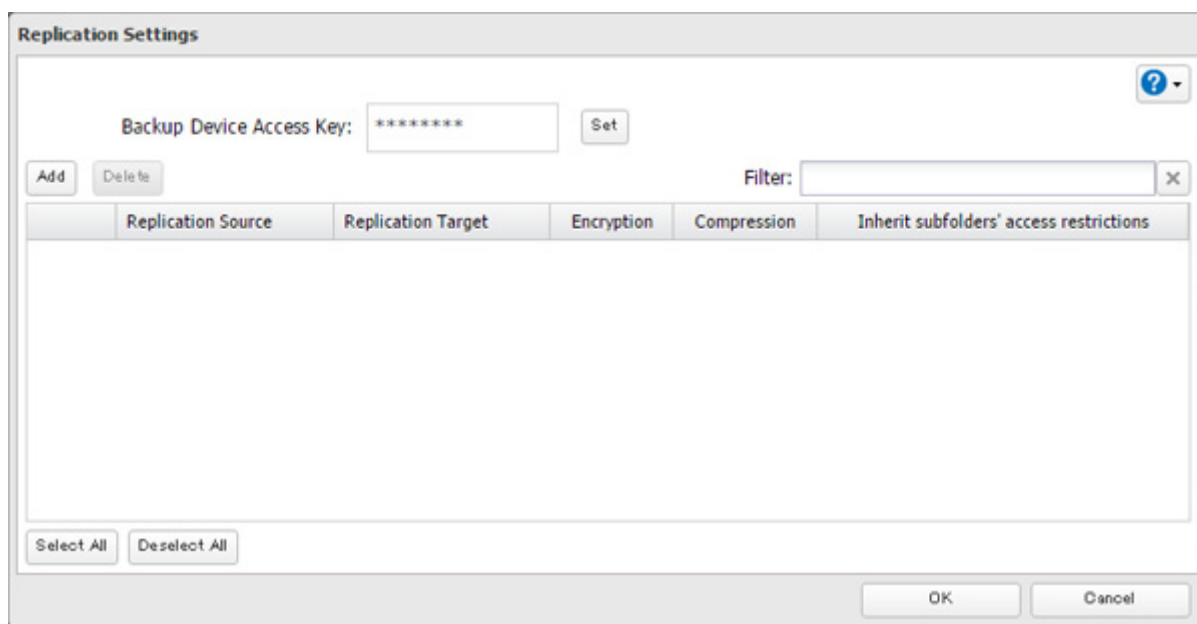 Replication Settings
?
Backup Device Access Key: ******** Set
Add Delete Filter:
Replication Source Replication Target Encryption Compression Inherit subfolders' access restrictions
Select All Deselect All
OK Cancel